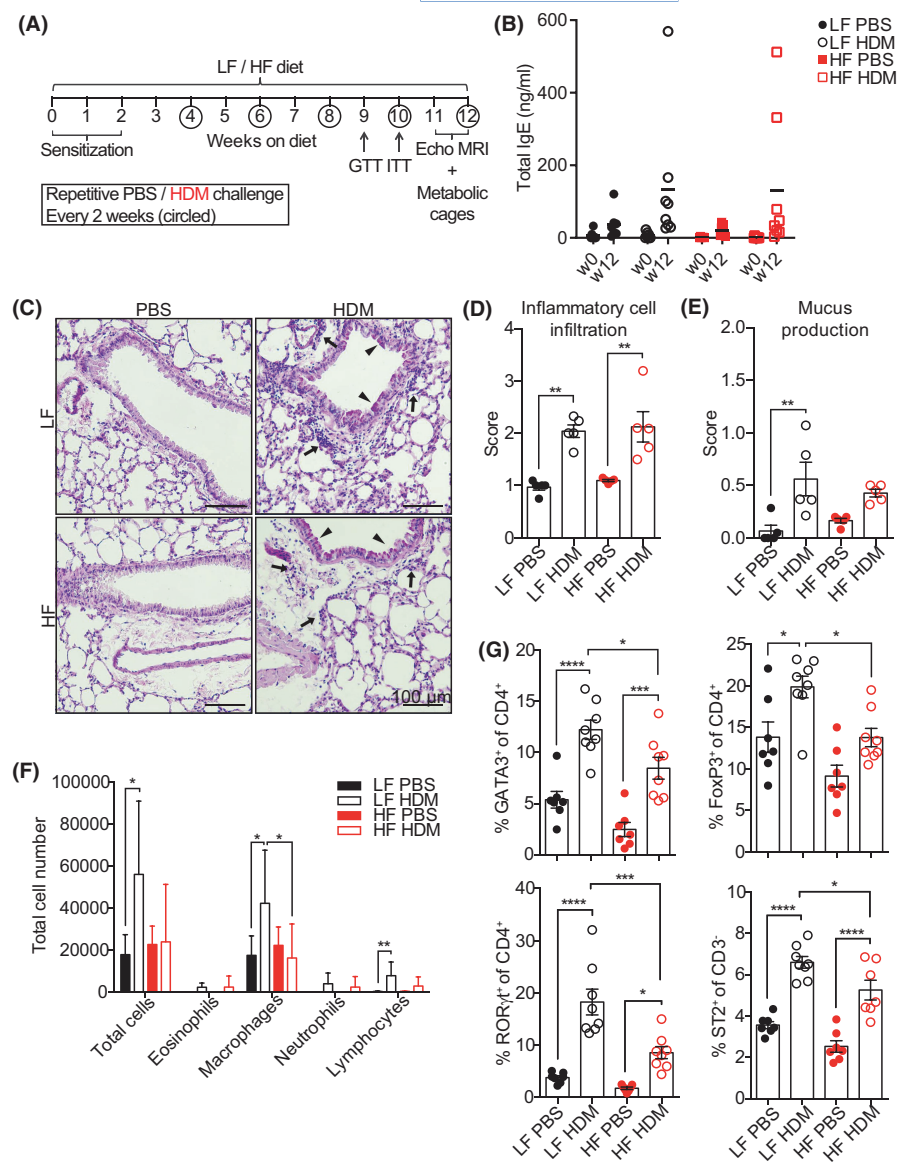 (A)
LF / HF diet
0 1 2 3 4 5 6 7 8 9 10 11 12
Sensitization
Weeks on diet
GTT ITT
Echo MRI
+
Metabolic
cages
Repetitive PBS / HDM challenge
Every 2 weeks (circled)
(B)
Total IgE (ng/ml)
600
400
200
0
w0
w12
w0
w12
w0
w12
w0
w12
LF PBS
LF HDM
HF PBS
HF HDM
(C)
PBS
HDM
LF
HF
100 µm
(D)
Inflammatory cell
infiltration
Score
4
3
2
1
0
**
**
LF PBS
LF HDM
HF PBS
HF HDM
(E)
Mucus
production
Score
2.0
1.5
1.0
0.5
0.0
**
LF PBS
LF HDM
HF PBS
HF HDM
(F)
Total cell number
100000
80000
60000
40000
20000
0
*
*
*
**
LF PBS
LF HDM
HF PBS
HF HDM
Total cells
Eosinophils
Macrophages
Neutrophils
Lymphocytes
(G)
% GATA3⁺ of CD4⁺
20
15
10
5
0
****
*
***
% FoxP3⁺ of CD4⁺
25
20
15
10
5
0
*
*
% RORγt⁺ of CD4⁺
40
30
20
10
0
****
***
*
LF PBS
LF HDM
HF PBS
HF HDM
% ST2⁺ of CD3⁻
10
8
6
4
2
0
****
*
****
LF PBS
LF HDM
HF PBS
HF HDM